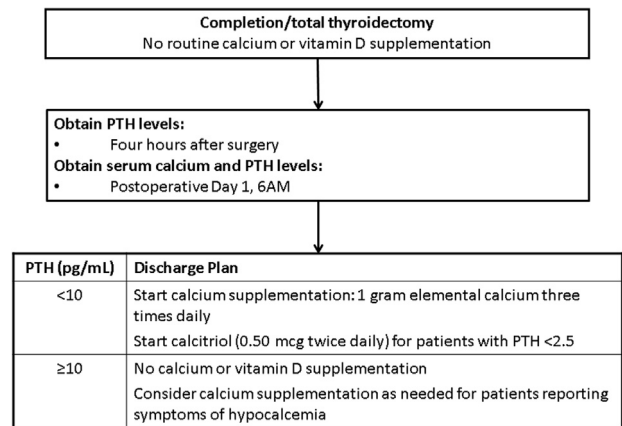 Completion/total thyroidectomy
No routine calcium or vitamin D supplementation
Obtain PTH levels:
• Four hours after surgery
Obtain serum calcium and PTH levels:
• Postoperative Day 1, 6AM
PTH (pg/mL) Discharge Plan
<10 Start calcium supplementation: 1 gram elemental calcium three
times daily
Start calcitriol (0.50 mcg twice daily) for patients with PTH <2.5
≥10 No calcium or vitamin D supplementation
Consider calcium supplementation as needed for patients reporting
symptoms of hypocalcemia